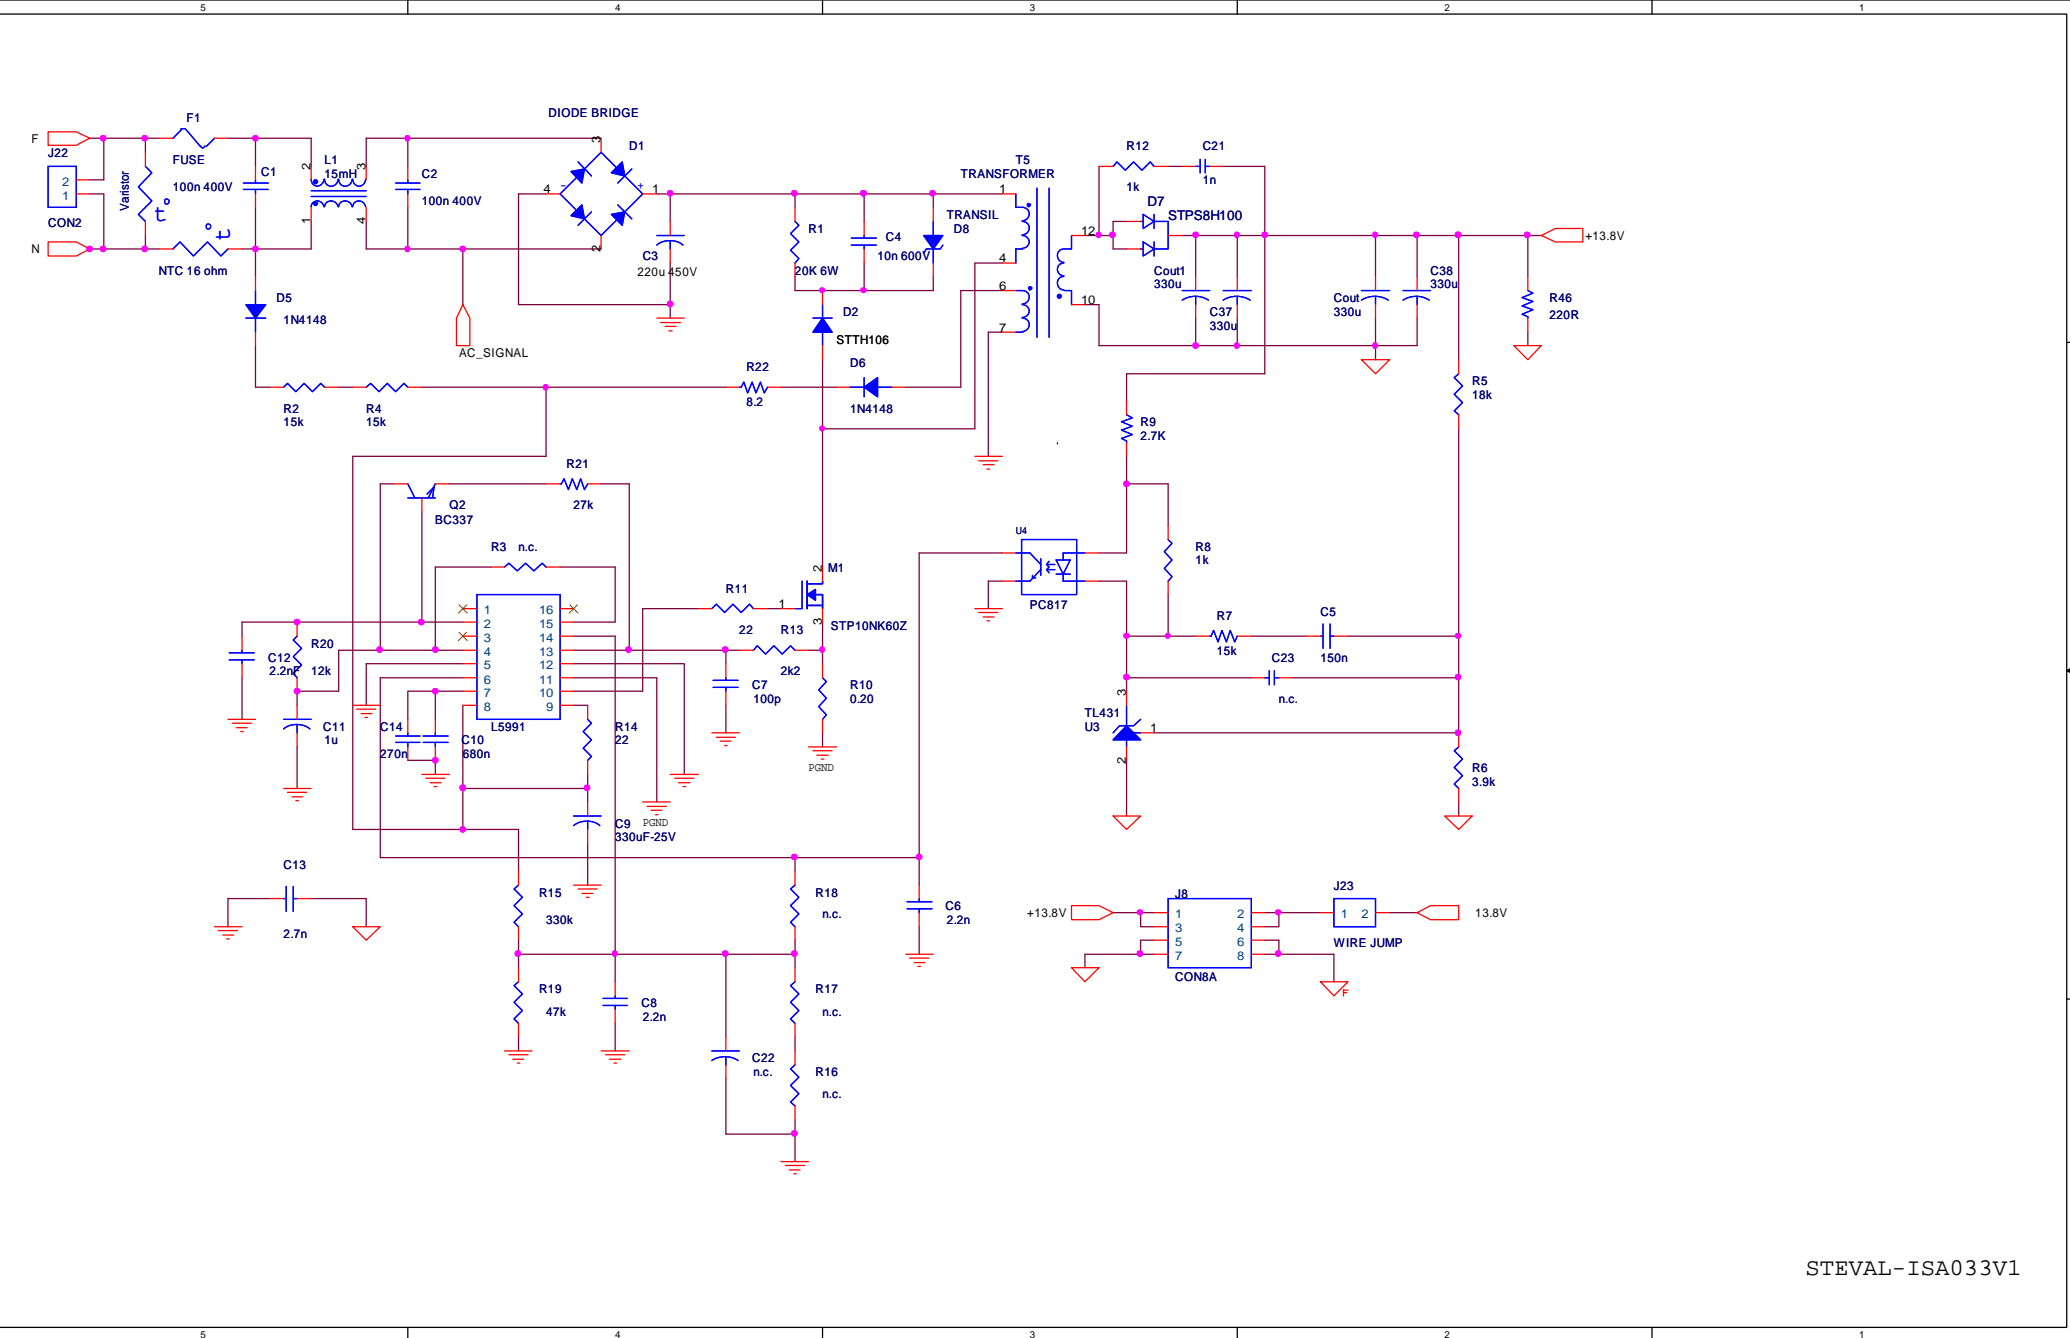 5 4 3 2 1
DIODE BRIDGE
F1
F
J22
FUSE
2
1
CON2
N
Varistor
t°
°t
NTC 16 ohm
100n 400V
C1
L1
15mH
2
3
1
4
C2
100n 400V
D1
3
4
1
2
-
+
C3
220u 450V
R1
20K 6W
C4
10n 600V
TRANSIL
D8
T5
TRANSFORMER
1
4
6
7
12
10
R12
1k
C21
1n
D7
STPS8H100
+13.8V
Cout1
330u
C37
330u
Cout
330u
C38
330u
R46
220R
D5
1N4148
AC_SIGNAL
D2
STTH106
R2
15k
R4
15k
R22
8.2
D6
1N4148
R5
18k
R9
2.7K
R21
27k
Q2
BC337
R3 n.c.
U4
PC817
R8
1k
M1
2
1
3
STP10NK60Z
R11
22
R13
2k2
R10
0.20
PGND
C7
100p
1 16
2 15
3 14
4 13
5 12
6 11
7 10
8 9
L5991
C12
2.2nF
R20
12k
C11
1u
C14
270n
C10
680n
R14
22
C9
330uF-25V
PGND
R7
15k
C5
150n
C23
n.c.
TL431
U3
3
1
2
R6
3.9k
C13
2.7n
R15
330k
R18
n.c.
C6
2.2n
R19
47k
C8
2.2n
R17
n.c.
C22
n.c.
R16
n.c.
J8
+13.8V
1 2
3 4
5 6
7 8
CON8A
J23
1 2
13.8V
WIRE JUMP
F
STEVAL-ISA033V1
5 4 3 2 1